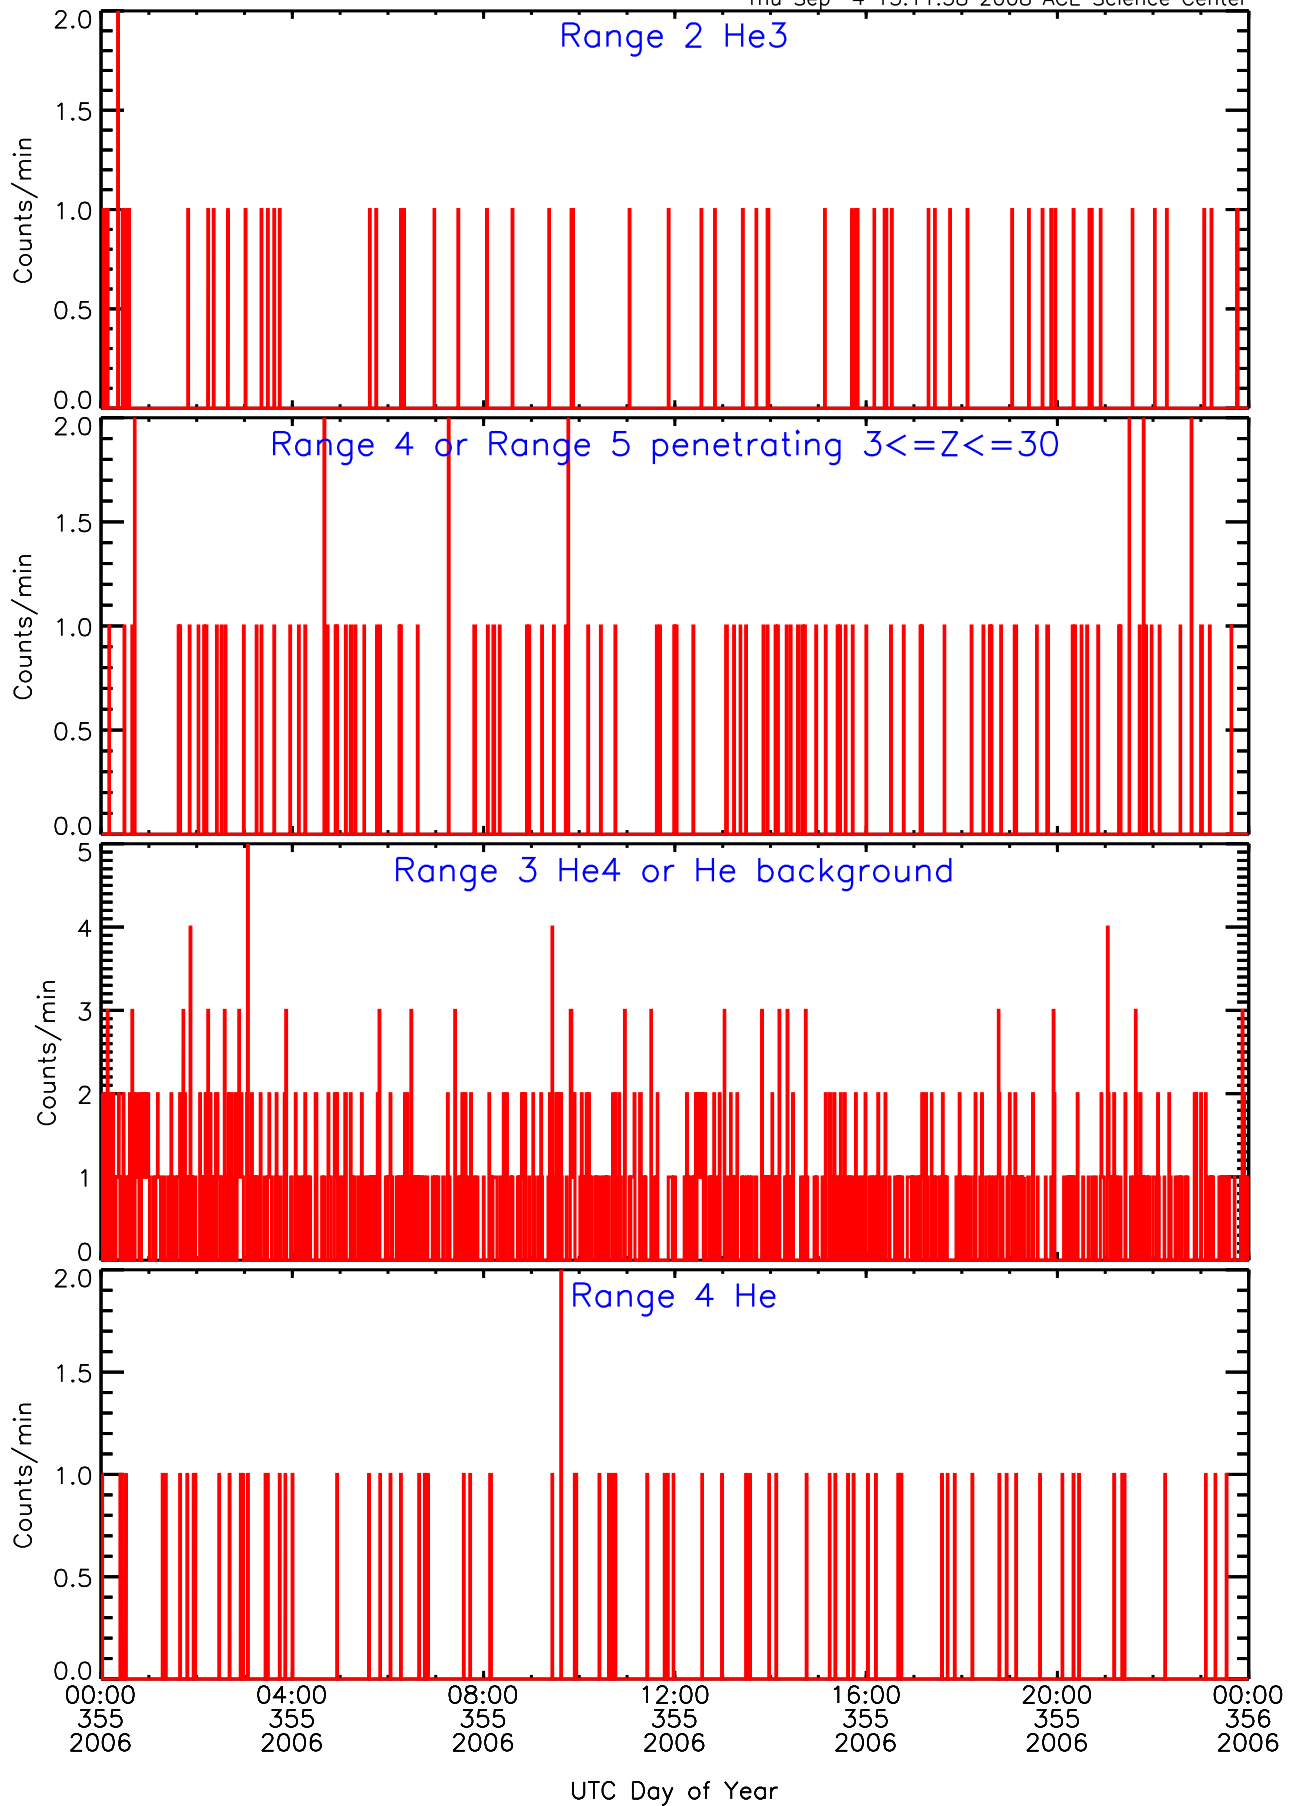 2008 ACE Science Center
Range 2 He3
2.0
1.5
1.0
0.5
0.0
Counts/min
Range 4 or Range 5 penetrating 3<=Z<=30
2.0
1.5
1.0
0.5
0.0
Counts/min
Range 3 He4 or He background
5
4
3
2
1
0
Counts/min
Range 4 He
2.0
1.5
1.0
0.5
0.0
Counts/min
00:00 04:00 08:00 12:00 16:00 20:00 00:00
355 355 355 355 355 355 356
2006 2006 2006 2006 2006 2006 2006
UTC Day of Year